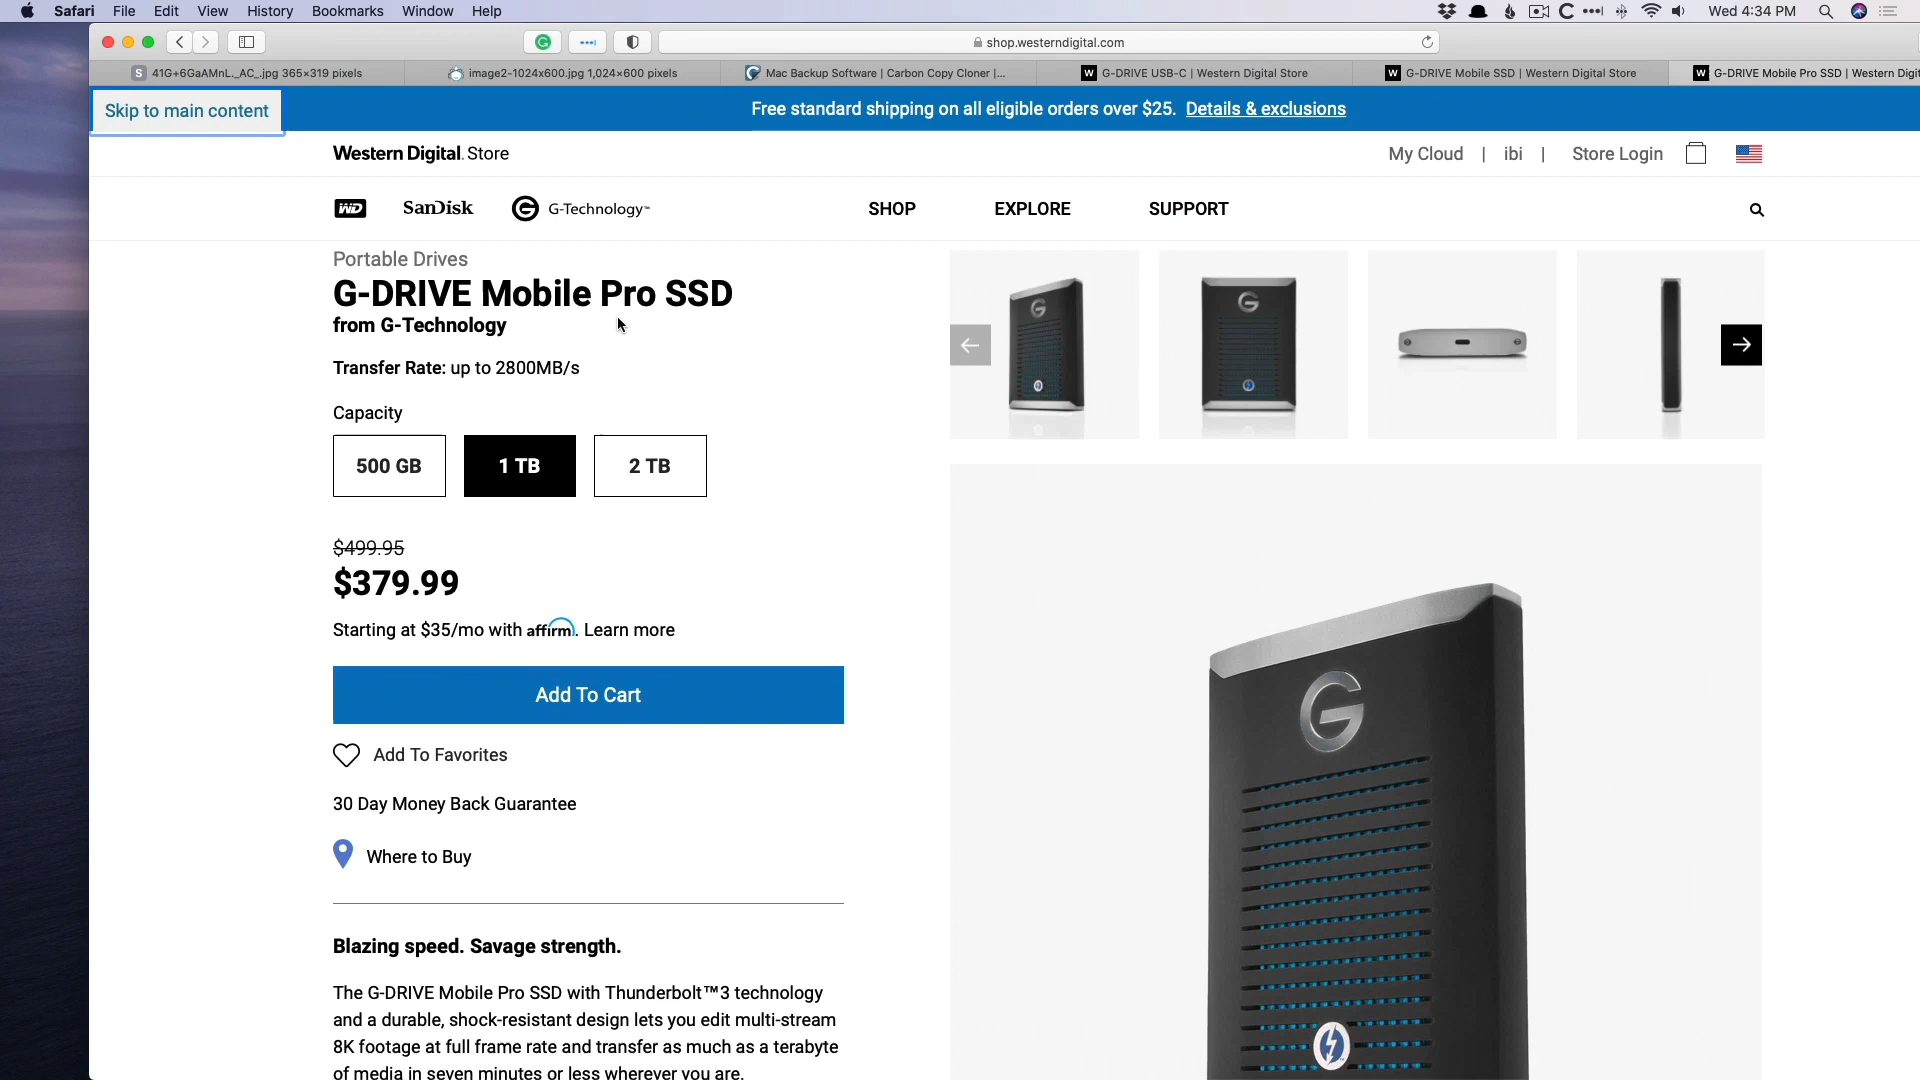 Safari File Edit View History Bookmarks Window Help Wed 4:34 PM
shop.westerndigital.com
S 41G+6GaAMnL._AC_.jpg 365×319 pixels image2-1024x600.jpg 1,024×600 pixels Mac Backup Software | Carbon Copy Cloner |... W G-DRIVE USB-C | Western Digital Store W G-DRIVE Mobile SSD | Western Digital Store W G-DRIVE Mobile Pro SSD | Western Digit
Skip to main content Free standard shipping on all eligible orders over $25. Details & exclusions
Western Digital. Store My Cloud | ibi | Store Login
WD SanDisk G-Technology™ SHOP EXPLORE SUPPORT
Portable Drives
G-DRIVE Mobile Pro SSD
from G-Technology
Transfer Rate: up to 2800MB/s
Capacity
500 GB 1 TB 2 TB
$499.95
$379.99
Starting at $35/mo with affirm. Learn more
Add To Cart
Add To Favorites
30 Day Money Back Guarantee
Where to Buy
Blazing speed. Savage strength.
The G-DRIVE Mobile Pro SSD with Thunderbolt™3 technology
and a durable, shock-resistant design lets you edit multi-stream
8K footage at full frame rate and transfer as much as a terabyte
of media in seven minutes or less wherever you are.